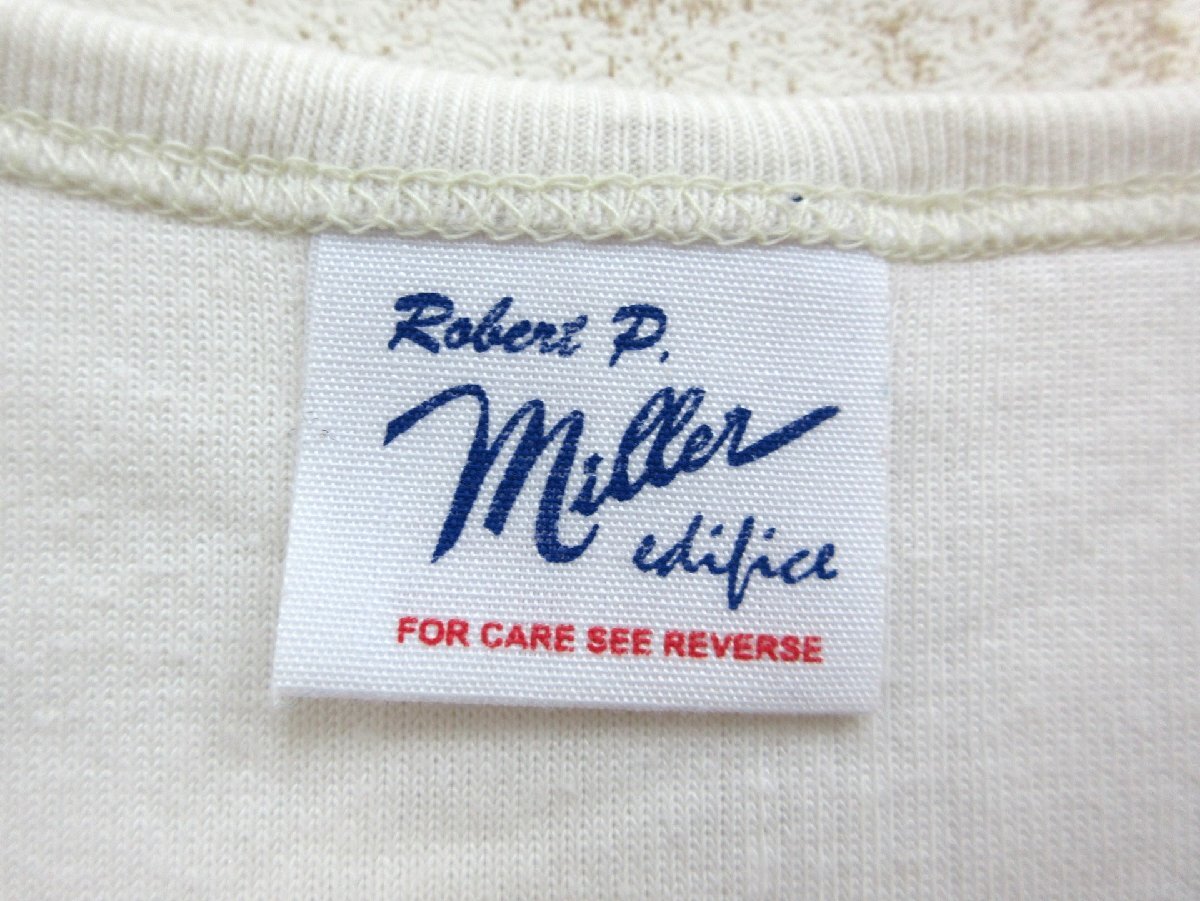 Robert P.
Miller
edifice
FOR CARE SEE REVERSE